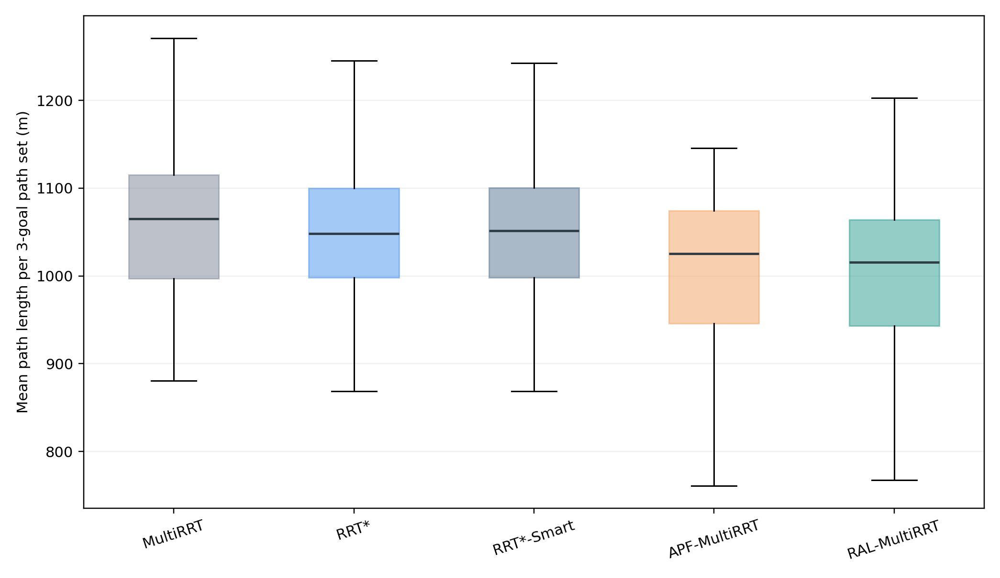 Mean path length per 3-goal path set (m)
1200
1100
1000
900
800
MultiRRT
RRT*
RRT*-Smart
APF-MultiRRT
RAL-MultiRRT